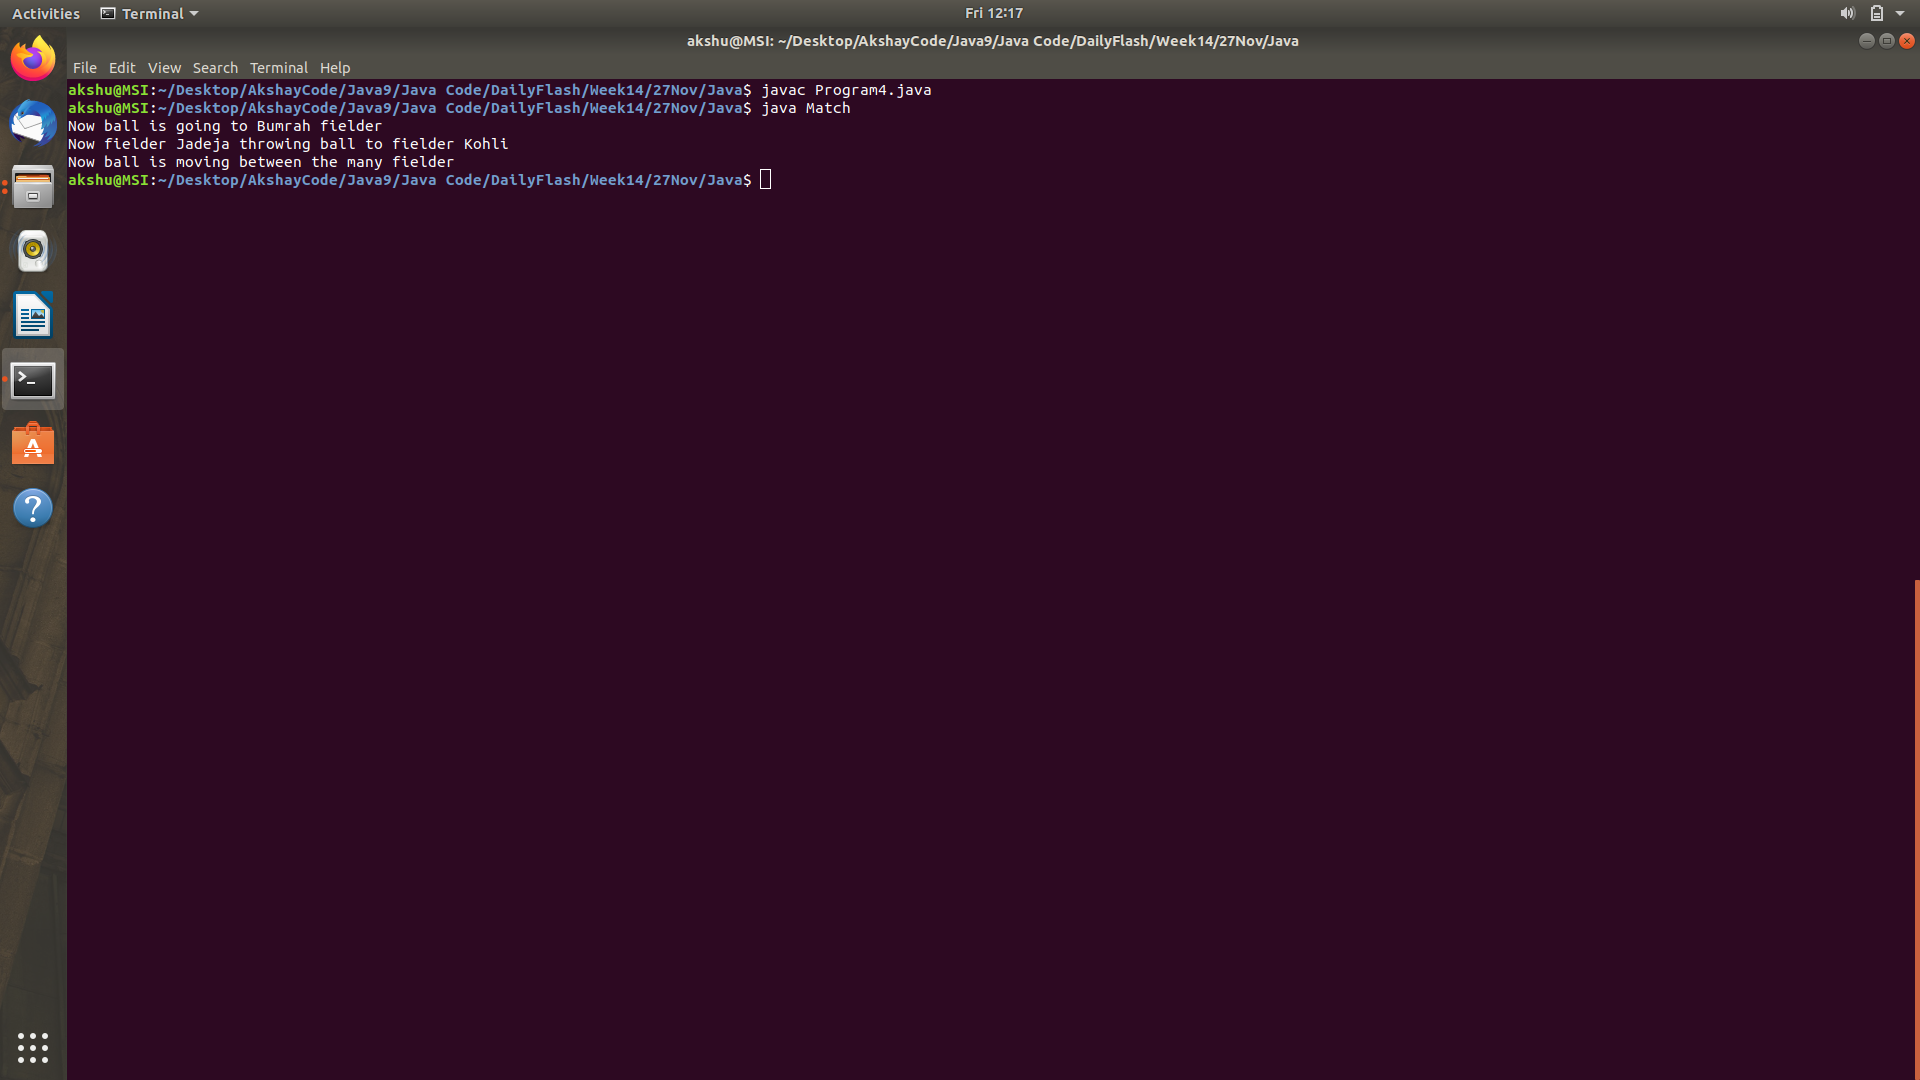 Activities Terminal Fri 12:17
akshu@MSI: ~/Desktop/AkshayCode/Java9/Java Code/DailyFlash/Week14/27Nov/Java
File Edit View Search Terminal Help
akshu@MSI:~/Desktop/AkshayCode/Java9/Java Code/DailyFlash/Week14/27Nov/Java$ javac Program4.java
akshu@MSI:~/Desktop/AkshayCode/Java9/Java Code/DailyFlash/Week14/27Nov/Java$ java Match
Now ball is going to Bumrah fielder
Now fielder Jadeja throwing ball to fielder Kohli
Now ball is moving between the many fielder
akshu@MSI:~/Desktop/AkshayCode/Java9/Java Code/DailyFlash/Week14/27Nov/Java$